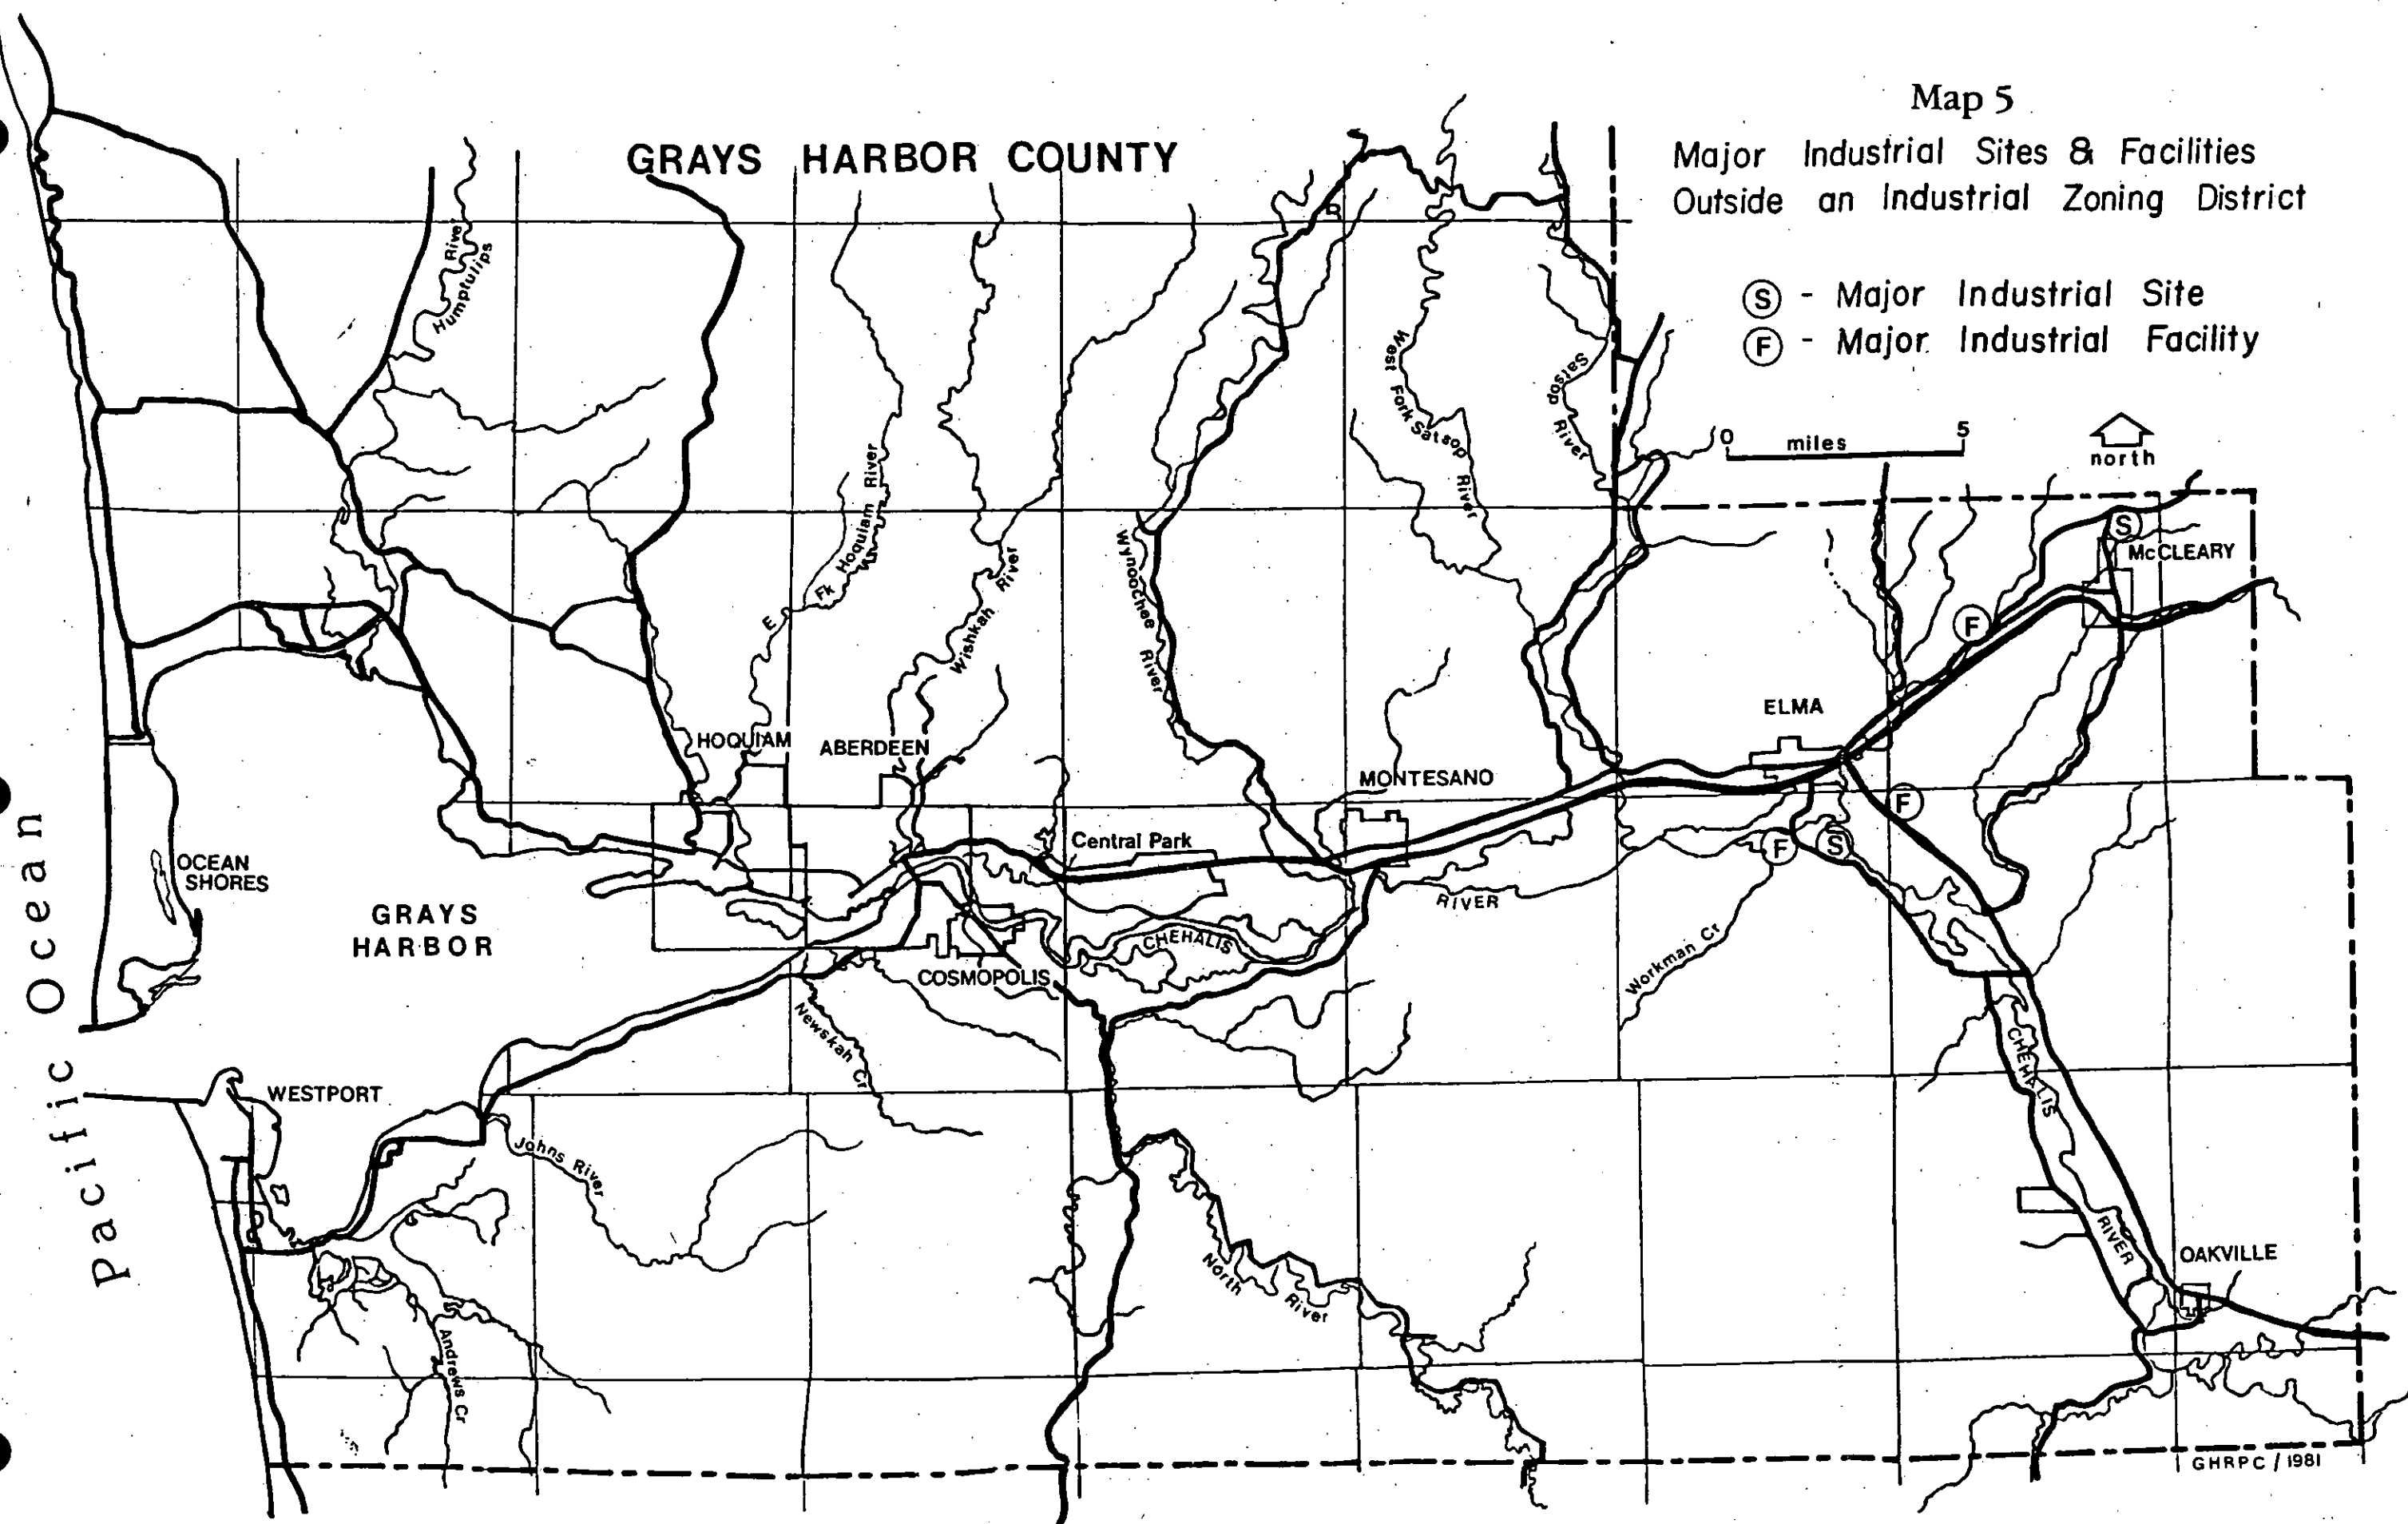 Map 5
GRAYS HARBOR COUNTY
Major Industrial Sites & Facilities
Outside an Industrial Zoning District
S - Major Industrial Site
F - Major Industrial Facility
0 miles 5
north
Humptulips River
West Fork Satsop River
Satsop River
E Fk Hoquiam River
Wishkah River
Wynoochee River
S
McCLEARY
F
ELMA
HOQUIAM
ABERDEEN
MONTESANO
F
Central Park
F
S
OCEAN
SHORES
GRAYS
HARBOR
Pacific Ocean
CHEHALIS
RIVER
COSMOPOLIS
Workman Cr
Newskah Cr
CHEHALIS
RIVER
WESTPORT
Johns River
North River
OAKVILLE
Andrews Cr
GHRPC / 1981